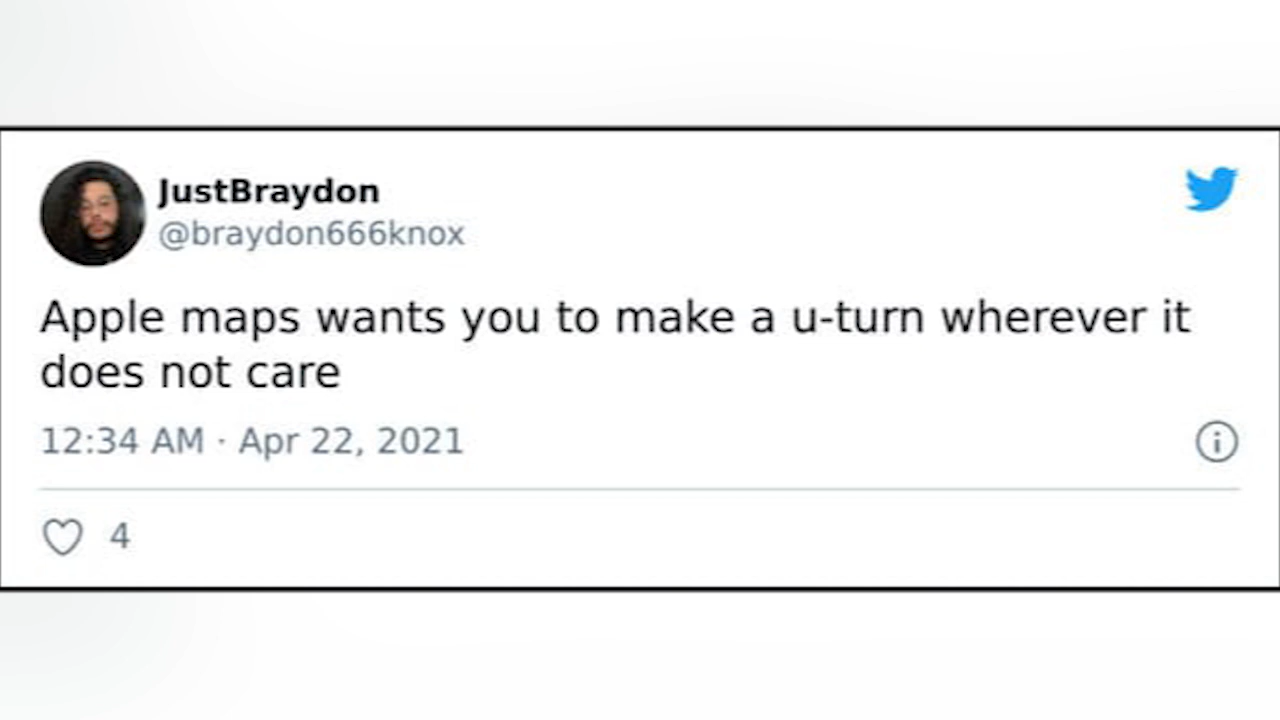 JustBraydon
@braydon666knox
Apple maps wants you to make a u-turn wherever it
does not care
12:34 AM · Apr 22, 2021
4